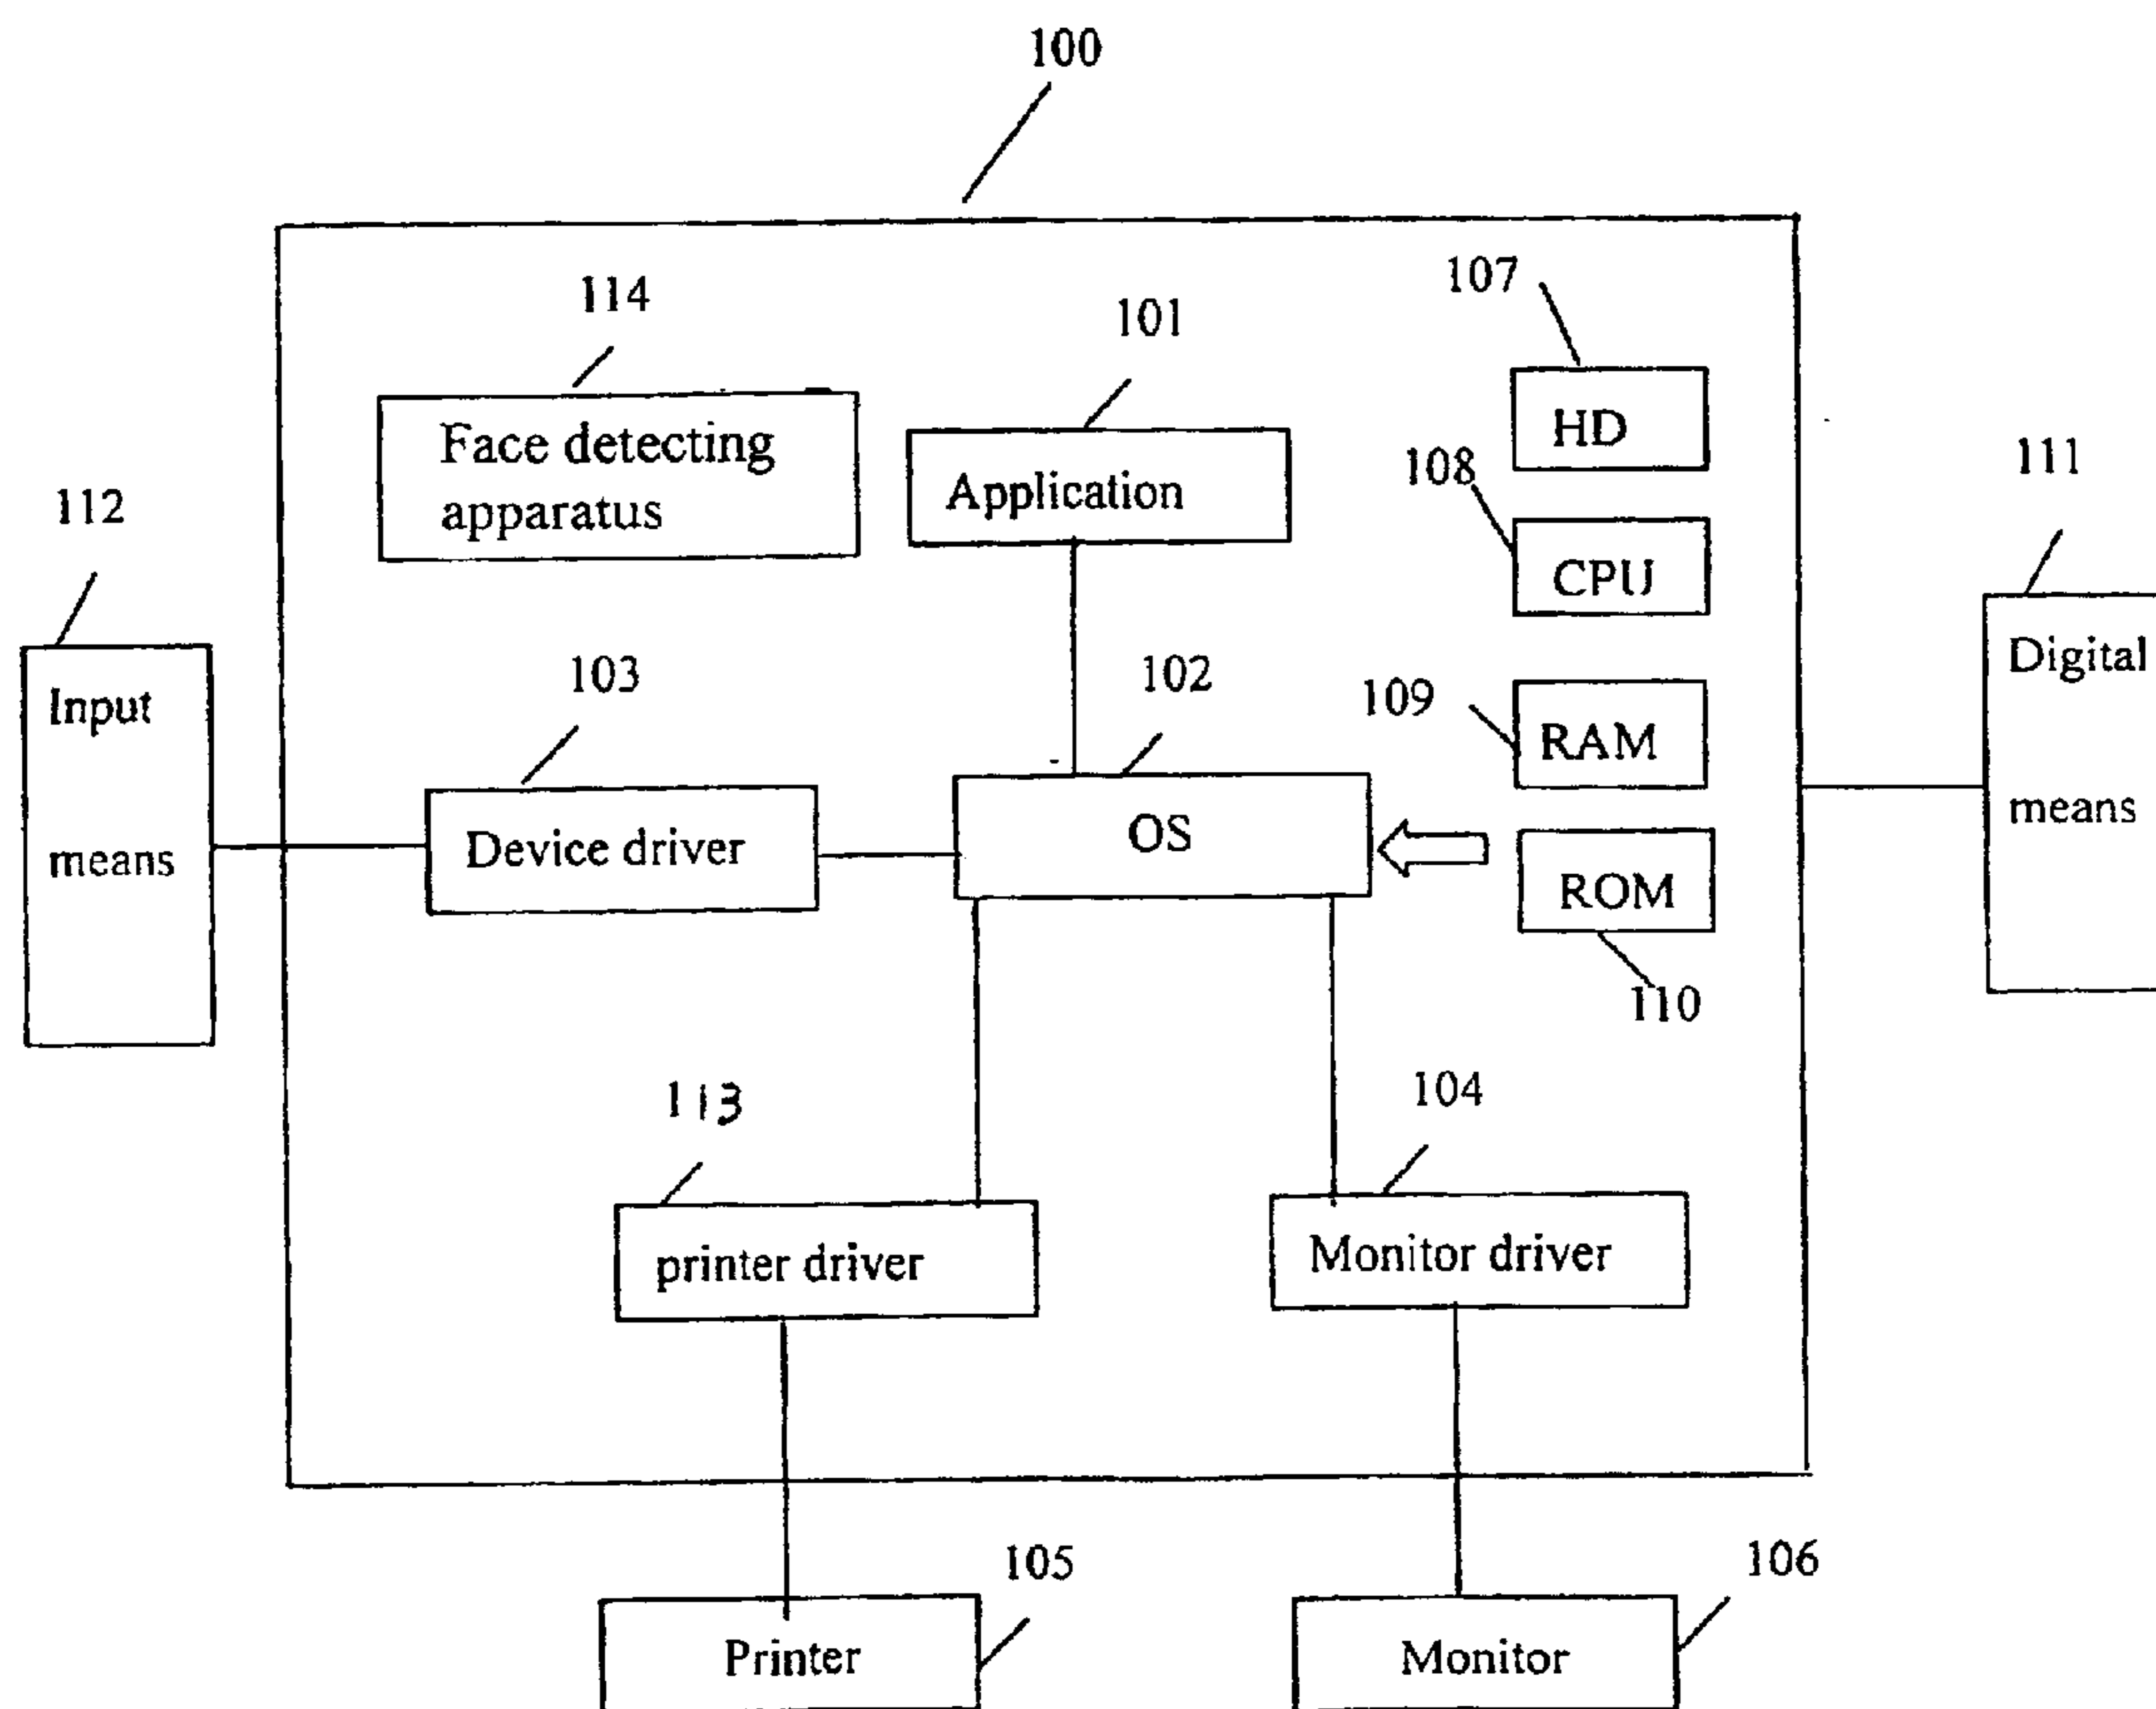 100
107
114
101
HD
Face detecting
apparatus
108
111
Application
112
CPU
Digital
means
103
102
109
Input
means
RAM
Device driver
OS
ROM
110
113
104
printer driver
Monitor driver
105
106
Printer
Monitor